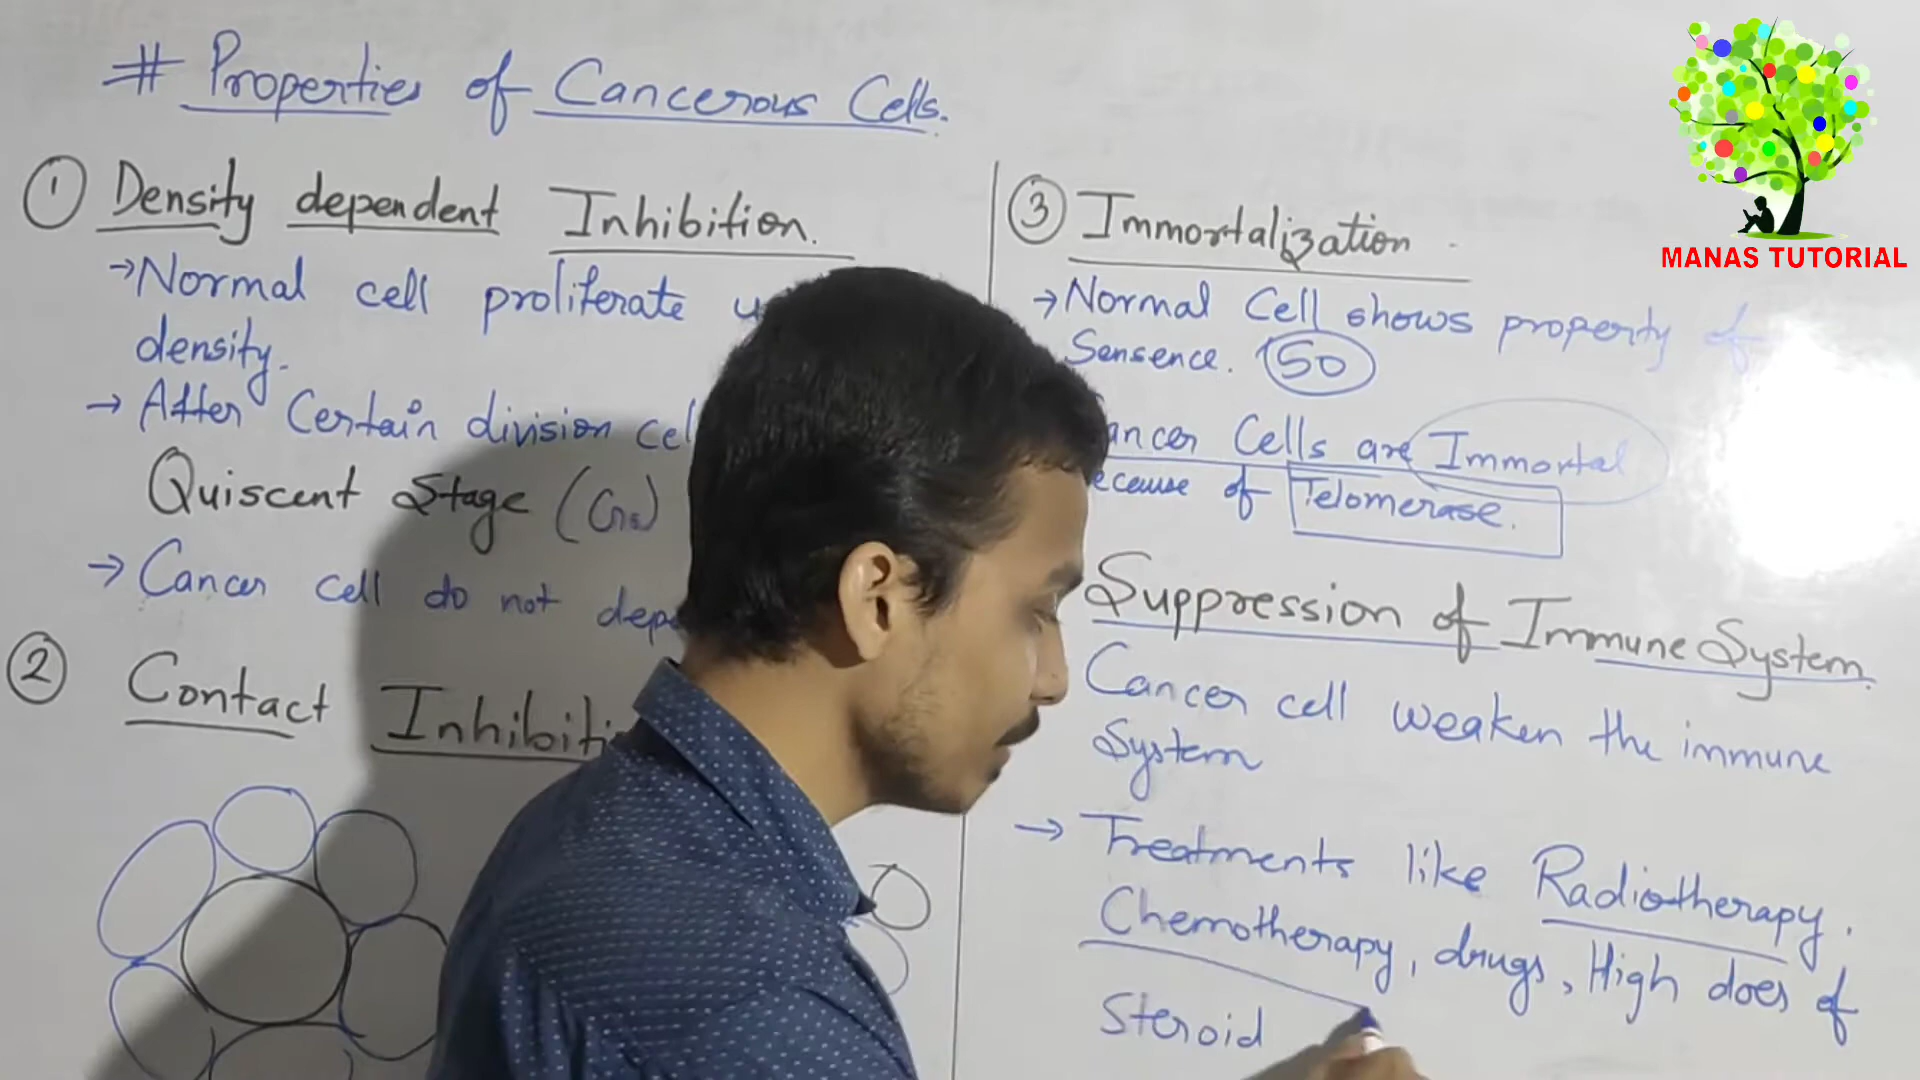 # Properties of Cancerous Cells.
① Density dependent Inhibition.
→ Normal cell proliferate
density.
→ After Certain division
Quiscent Stage (G₀)
→ Cancer cell do not
② Contact
③ Immortalization
→ Normal Cell shows property of
Sensence. 50
Cells are Immortal
of Telomerase.
Suppression of Immune System.
Cancer cell weaken the immune
System
→ Treatments like Radiotherapy.
Chemotherapy, drugs, High does of
Steroid
MANAS TUTORIAL